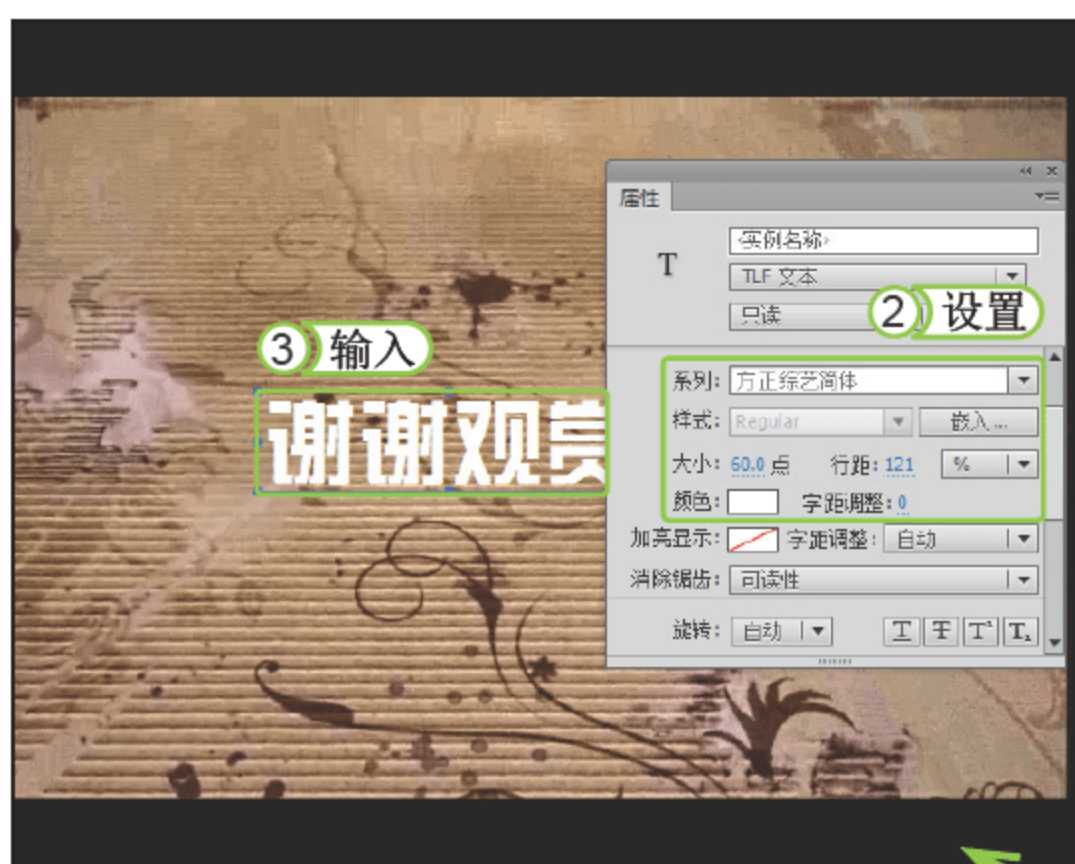 属性
T
<实例名称>
TLF 文本
只读
② 设置
③ 输入
谢谢观赏
系列: 方正综艺简体
样式: Regular 嵌入...
大小: 60.0 点 行距: 121 %
颜色: 字距调整: 0
加亮显示: 字距调整: 自动
消除锯齿: 可读性
旋转: 自动 T T T¹ T₁